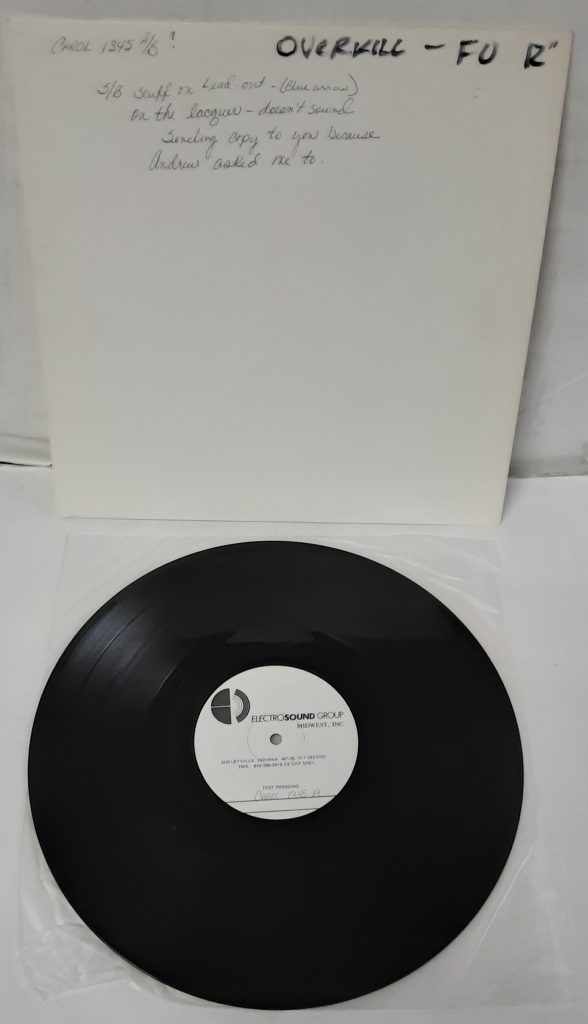 CAROL 1345 A/B ?
OVERKILL - FU R"
S/B Scuff on Lead-out - (Blue arrow)
on the lacquer - doesn't sound
Sending copy to you because
Andrew asked me to.
ELECTROSOUND GROUP
MIDWEST, INC.
SHELBYVILLE, INDIANA 46176
TEST PRESSING
CAROL 1345 A